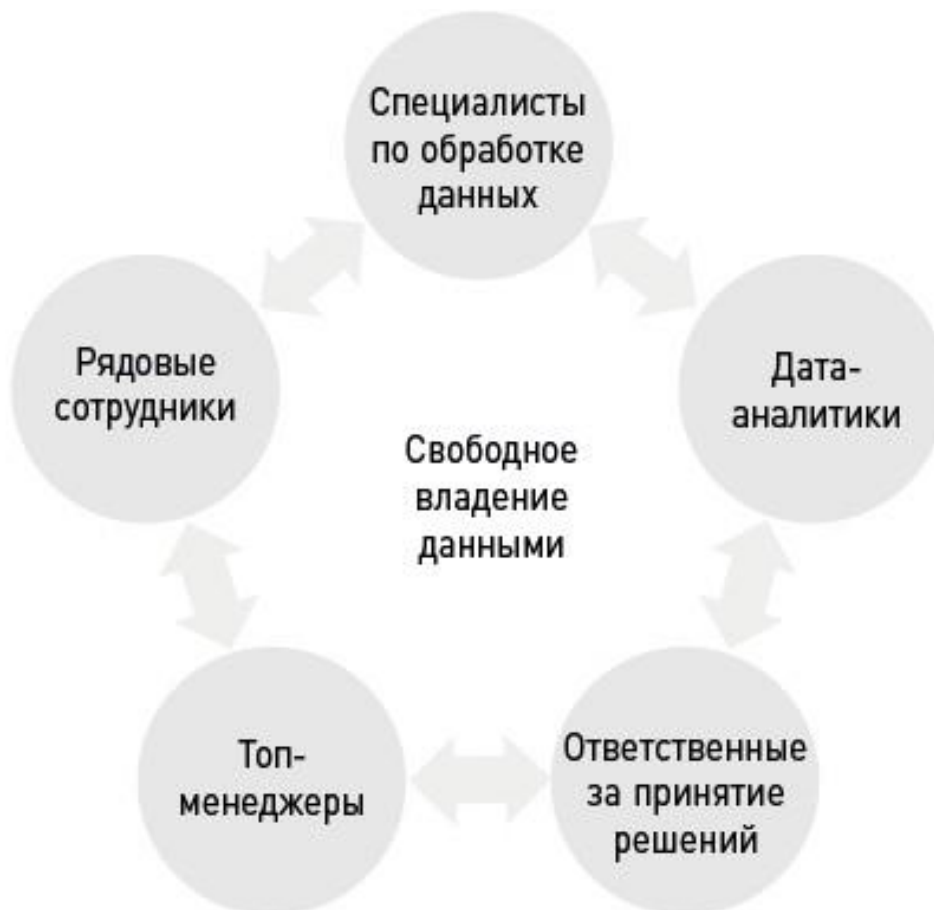 Специалисты
по обработке
данных
Рядовые
сотрудники
Дата-
аналитики
Свободное
владение
данными
Топ-
менеджеры
Ответственные
за принятие
решений